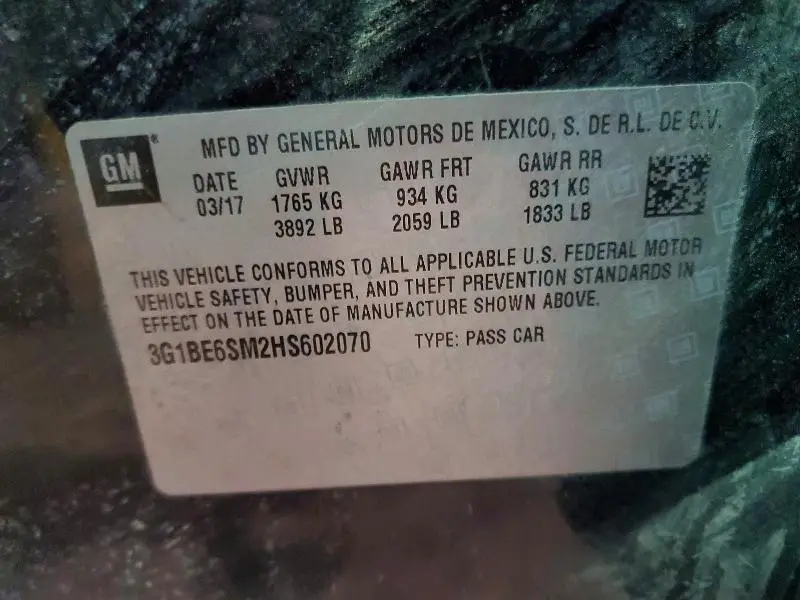 GM®
MFD BY GENERAL MOTORS DE MEXICO, S. DE R.L. DE C.V.
DATE GVWR GAWR FRT GAWR RR
03/17 1765 KG 934 KG 831 KG
3892 LB 2059 LB 1833 LB
THIS VEHICLE CONFORMS TO ALL APPLICABLE U.S. FEDERAL MOTOR
VEHICLE SAFETY, BUMPER, AND THEFT PREVENTION STANDARDS IN
EFFECT ON THE DATE OF MANUFACTURE SHOWN ABOVE.
3G1BE6SM2HS602070 TYPE: PASS CAR